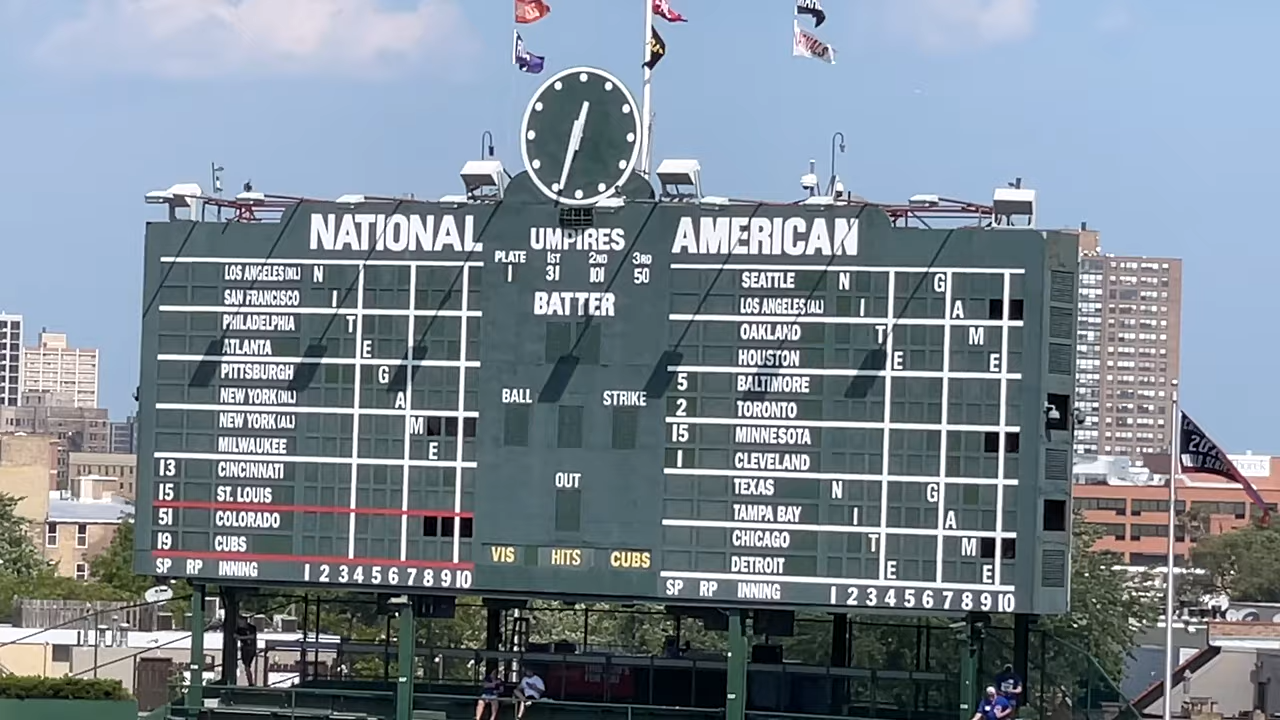 NATIONAL
UMPIRES
AMERICAN
PLATE 1ST 2ND 3RD
1 31 101 50
BATTER
LOS ANGELES (NL) N
SAN FRANCISCO I
PHILADELPHIA T
ATLANTA E
PITTSBURGH G
NEW YORK (NL) A
NEW YORK (AL) M
MILWAUKEE E
13 CINCINNATI
15 ST. LOUIS
51 COLORADO
19 CUBS
SP RP INNING 1 2 3 4 5 6 7 8 9 10
BALL STRIKE
OUT
VIS HITS CUBS
SEATTLE N G
LOS ANGELES (AL) I A
OAKLAND T M
HOUSTON E E
5 BALTIMORE
2 TORONTO
15 MINNESOTA
1 CLEVELAND
TEXAS N G
TAMPA BAY I A
CHICAGO T M
DETROIT E E
SP RP INNING 1 2 3 4 5 6 7 8 9 10